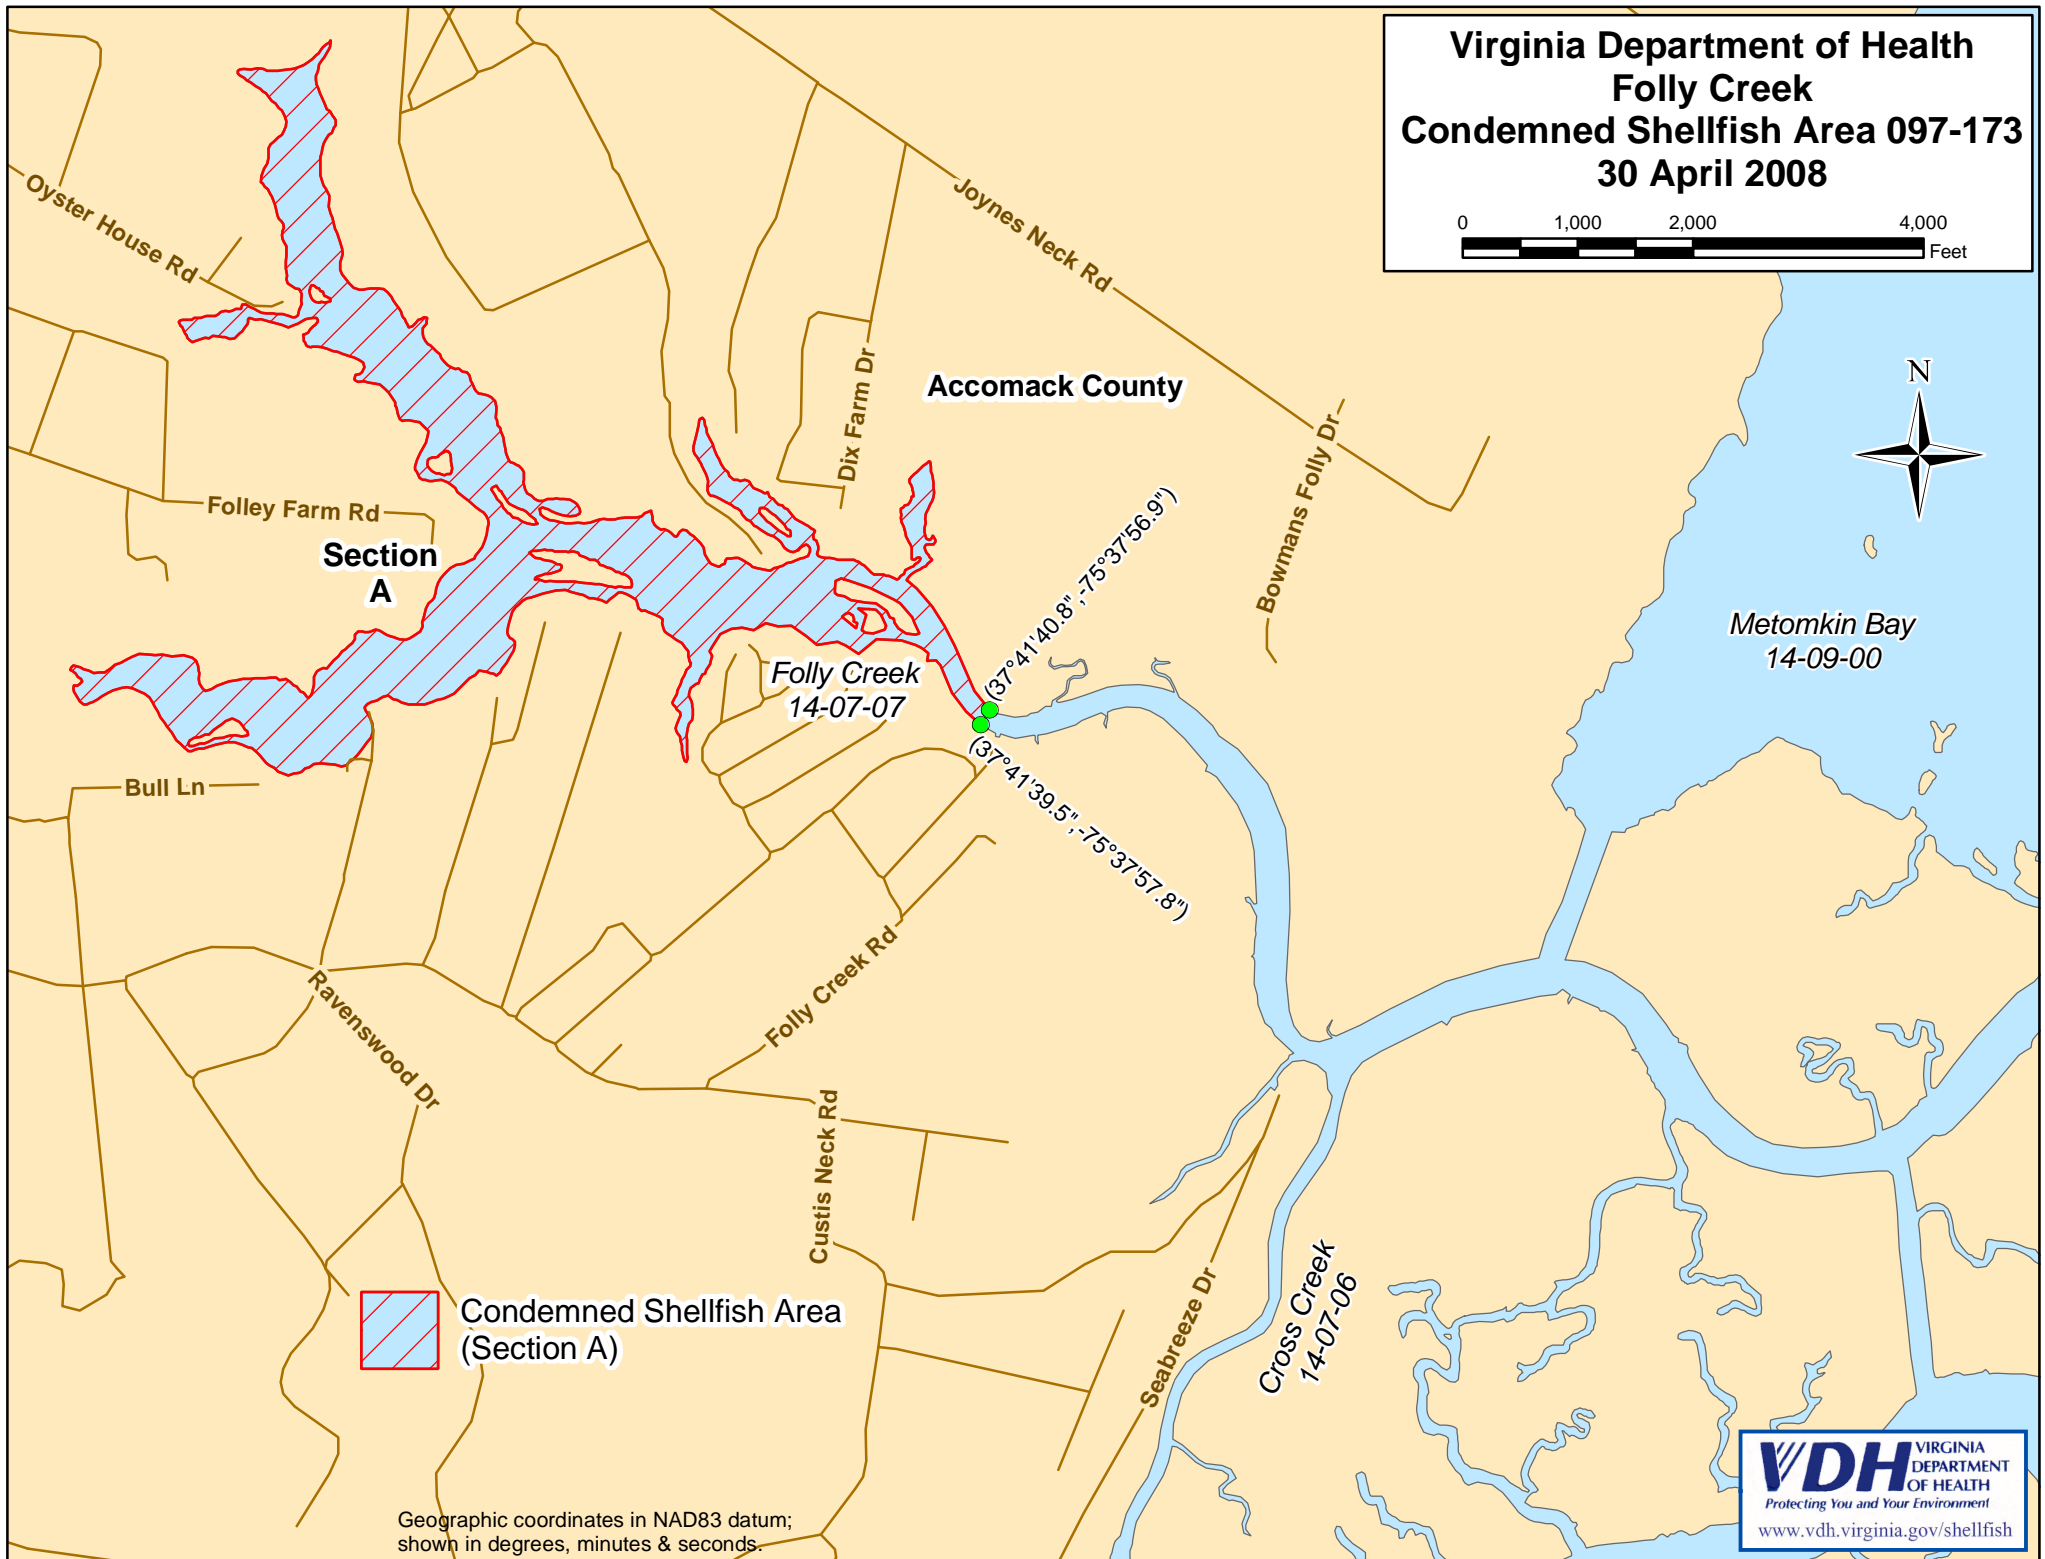 Virginia Department of Health
Folly Creek
Condemned Shellfish Area 097-173
30 April 2008
0 1,000 2,000 4,000
Feet
Oyster House Rd
Joynes Neck Rd
N
Dix Farm Dr
Accomack County
Bowmans Folly Dr
Folley Farm Rd
Section
A
(37°41'40.8",-75°37'56.9")
Metomkin Bay
14-09-00
Folly Creek
14-07-07
(37°41'39.5",-75°37'57.8")
Bull Ln
Ravenswood Dr
Folly Creek Rd
Custis Neck Rd
Seabreeze Dr
Cross Creek
14-07-06
Condemned Shellfish Area
(Section A)
Geographic coordinates in NAD83 datum;
shown in degrees, minutes & seconds.
VDH VIRGINIA
DEPARTMENT
OF HEALTH
Protecting You and Your Environment
www.vdh.virginia.gov/shellfish